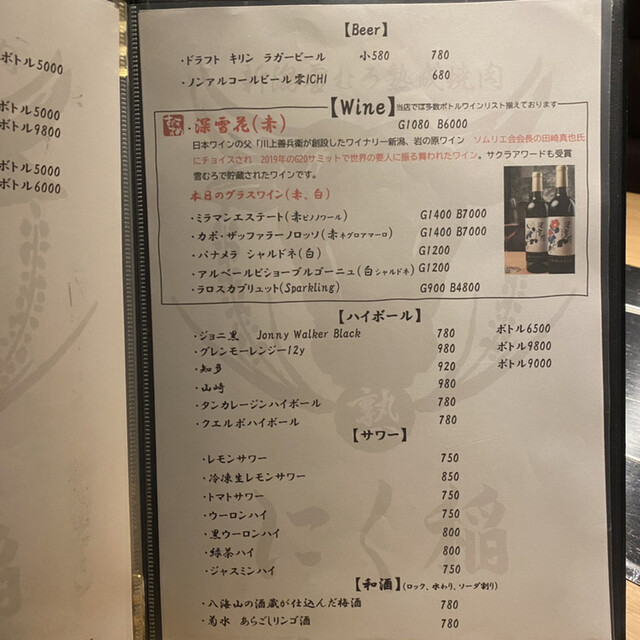 ボトル5000
ボトル5000
ボトル9800
ボトル5000
ボトル6000
【Beer】
・ドラフト キリン ラガービール 小580 780
・ノンアルコールビール零ICHI 680
【Wine】当店では多数ボトルワインリスト揃えております
・深雪花(赤) G1080 B6000
日本ワインの父「川上善兵衛が創設したワイナリー新潟、岩の原ワイン ソムリエ会会長の田崎真也氏
にチョイスされ 2019年のG20サミットで世界の要人に振る舞われたワイン。サクラアワードも受賞
雲むろで貯蔵されたワインです。
本日のグラスワイン(赤、白)
・ミラマンエステート(赤ピノノワール) G1400 B7000
・カポ・ザッファラーノロッソ(赤ネグロアマーロ) G1400 B7000
・パナメラ シャルドネ(白) G1200
・アルベールビショーブルゴーニュ(白シャルドネ) G1200
・ラロスカブリュット(Sparkling) G900 B4800
【ハイボール】
・ジョニ黒 Jonny Walker Black 780 ボトル6500
・グレンモーレンジー12y 980 ボトル9800
・知多 920 ボトル9000
・山崎 980
・タンカレージンハイボール 780
・クエルボハイボール 780
【サワー】
・レモンサワー 750
・冷凍生レモンサワー 850
・トマトサワー 750
・ウーロンハイ 750
・黒ウーロンハイ 800
・緑茶ハイ 800
・ジャスミンハイ 750
【和酒】(ロック、水わり、ソーダ割り)
・八海山の酒蔵が仕込んだ梅酒 780
・菊水 あらごしリンゴ酒 780
熟
にく稲